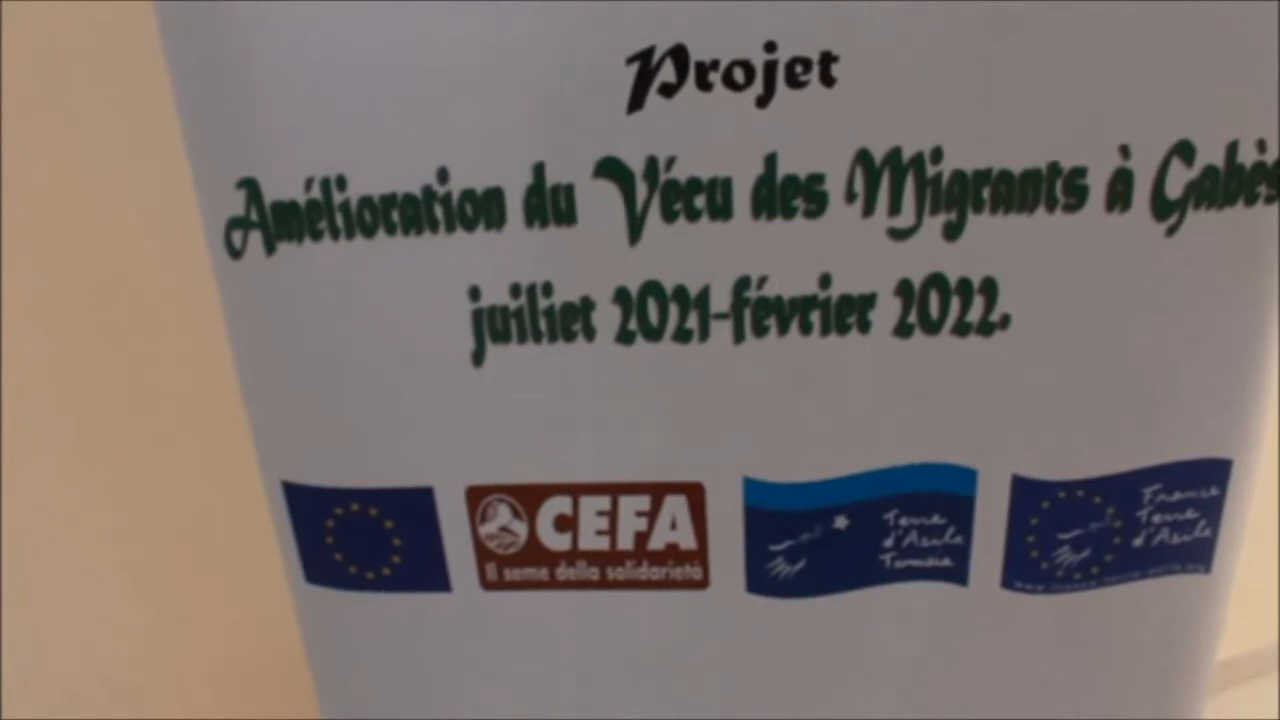 Projet
Amélioration du Vécu des Migrants à Gabès
juillet 2021-février 2022.
CEFA
Il seme della solidarietà
Terre
d'Asile
Tunisie
France
Terre
d'Asile